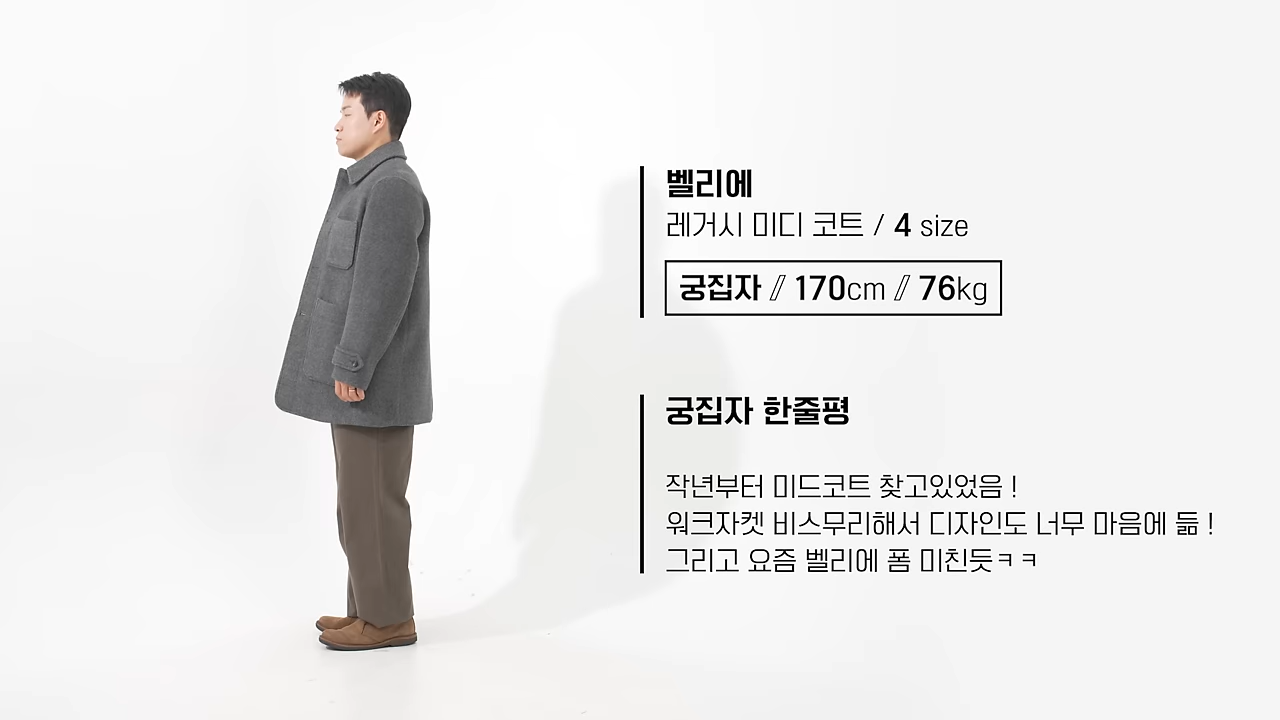 벨리에
레거시 미디 코트 / 4 size
궁집자 // 170cm // 76kg
궁집자 한줄평
작년부터 미드코트 찾고있었음 !
워크자켓 비스무리해서 디자인도 너무 마음에 듦 !
그리고 요즘 벨리에 폼 미친듯ㅋㅋ